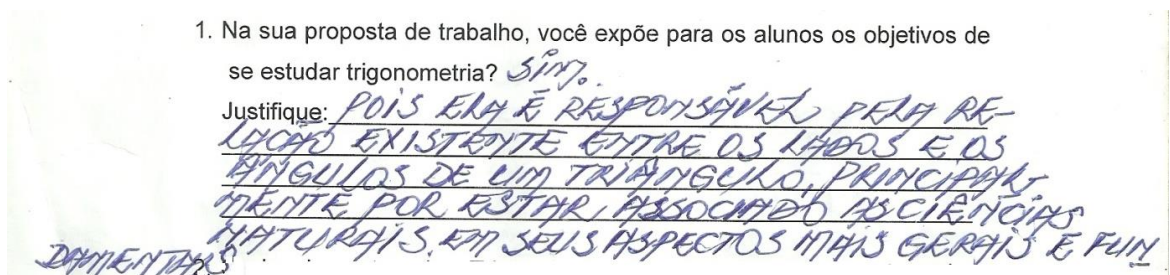 1. Na sua proposta de trabalho, você expõe para os alunos os objetivos de
se estudar trigonometria? SIM.
Justifique: POIS ELA É RESPONSÁVEL PELA RE-
LAÇÃO EXISTENTE ENTRE OS LADOS E OS
ÂNGULOS DE UM TRIÂNGULO, PRINCIPAL-
MENTE POR ESTAR ASSOCIADO AS CIÊNCIAS
NATURAIS. EM SEUS ASPECTOS MAIS GERAIS E FUN
DAMENTAIS